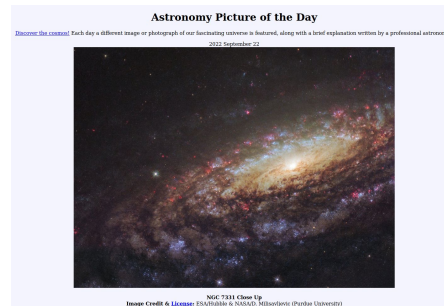 Astronomy Picture of the Day
Discover the cosmos! Each day a different image or photograph of our fascinating universe is featured, along with a brief explanation written by a professional
2022 September 22
NGC 7331 Close Up
Image Credit & License: ESA/Hubble & NASA/D. Milisavljevic (Purdue University)